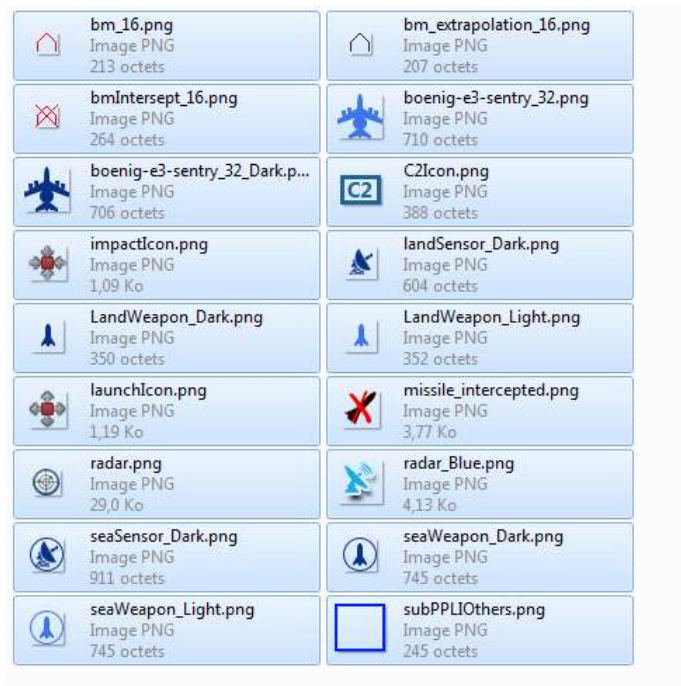 bm_16.png
Image PNG
213 octets
bm_extrapolation_16.png
Image PNG
207 octets
bmIntersept_16.png
Image PNG
264 octets
boenig-e3-sentry_32.png
Image PNG
710 octets
boenig-e3-sentry_32_Dark.p...
Image PNG
706 octets
C2
C2Icon.png
Image PNG
388 octets
impactIcon.png
Image PNG
1,09 Ko
landSensor_Dark.png
Image PNG
604 octets
LandWeapon_Dark.png
Image PNG
350 octets
LandWeapon_Light.png
Image PNG
352 octets
launchIcon.png
Image PNG
1,19 Ko
missile_intercepted.png
Image PNG
3,77 Ko
radar.png
Image PNG
29,0 Ko
radar_Blue.png
Image PNG
4,13 Ko
seaSensor_Dark.png
Image PNG
911 octets
seaWeapon_Dark.png
Image PNG
745 octets
seaWeapon_Light.png
Image PNG
745 octets
subPPLIOthers.png
Image PNG
245 octets